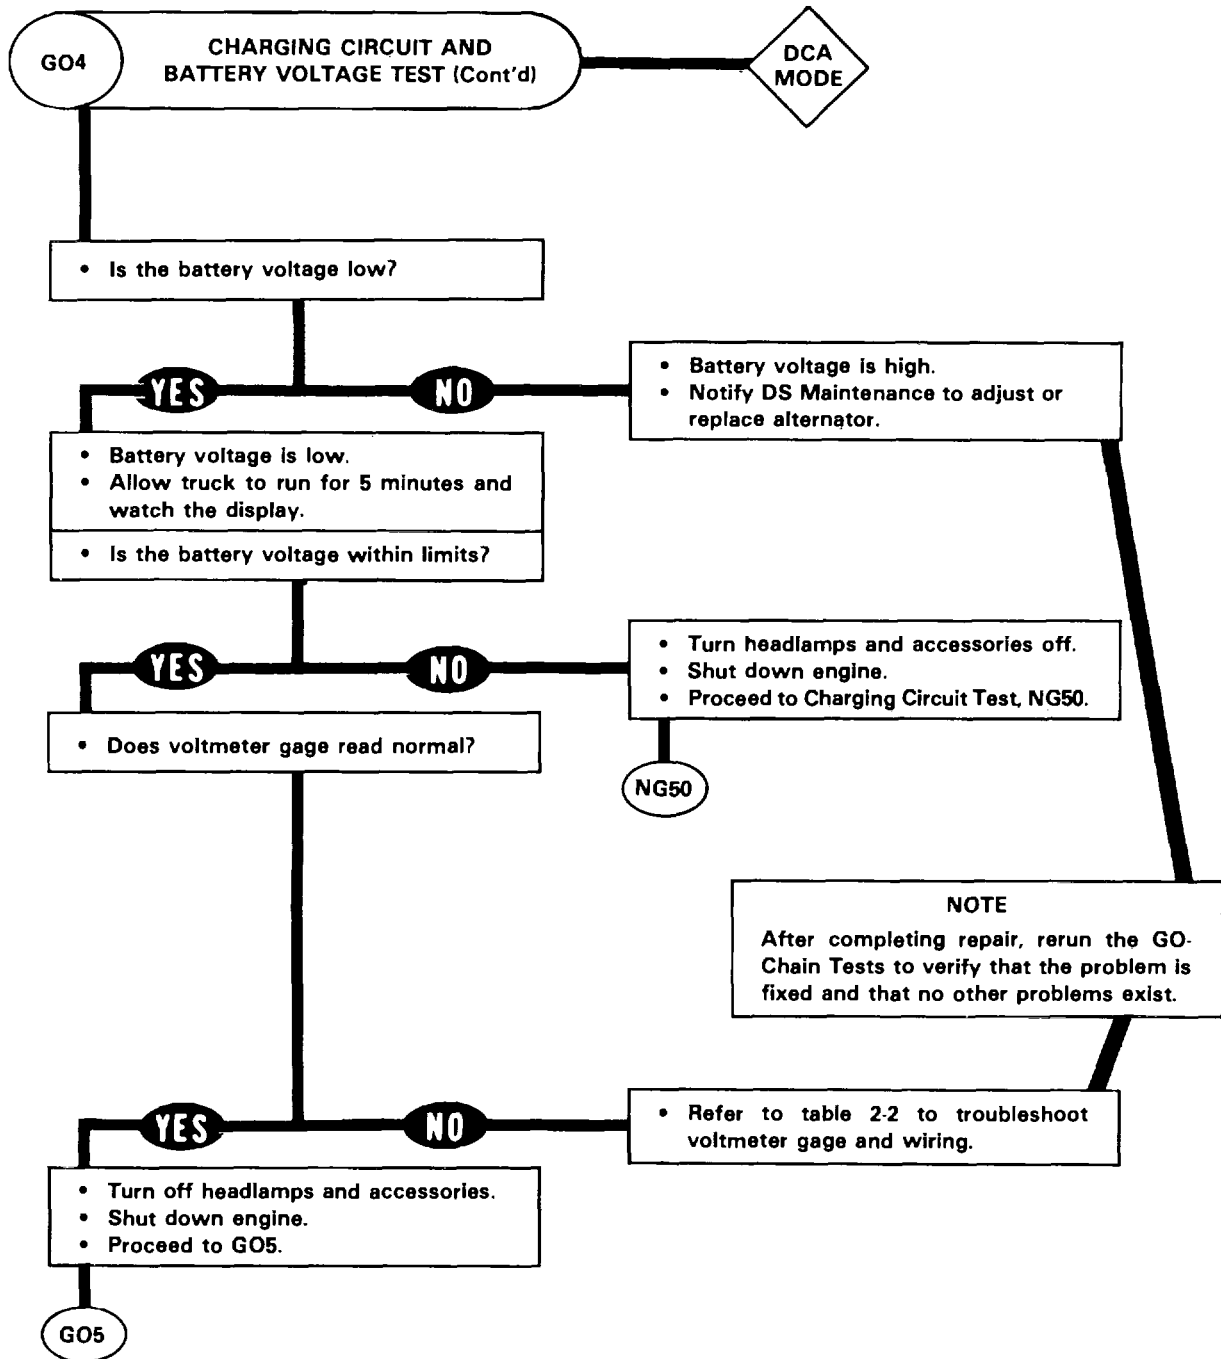 GO4
CHARGING CIRCUIT AND
BATTERY VOLTAGE TEST (Cont'd)
DCA
MODE
• Is the battery voltage low?
YES
NO
• Battery voltage is high.
• Notify DS Maintenance to adjust or
replace alternator.
• Battery voltage is low.
• Allow truck to run for 5 minutes and
watch the display.
• Is the battery voltage within limits?
YES
NO
• Turn headlamps and accessories off.
• Shut down engine.
• Proceed to Charging Circuit Test, NG50.
NG50
• Does voltmeter gage read normal?
NOTE
After completing repair, rerun the GO-
Chain Tests to verify that the problem is
fixed and that no other problems exist.
YES
NO
• Refer to table 2-2 to troubleshoot
voltmeter gage and wiring.
• Turn off headlamps and accessories.
• Shut down engine.
• Proceed to GO5.
GO5